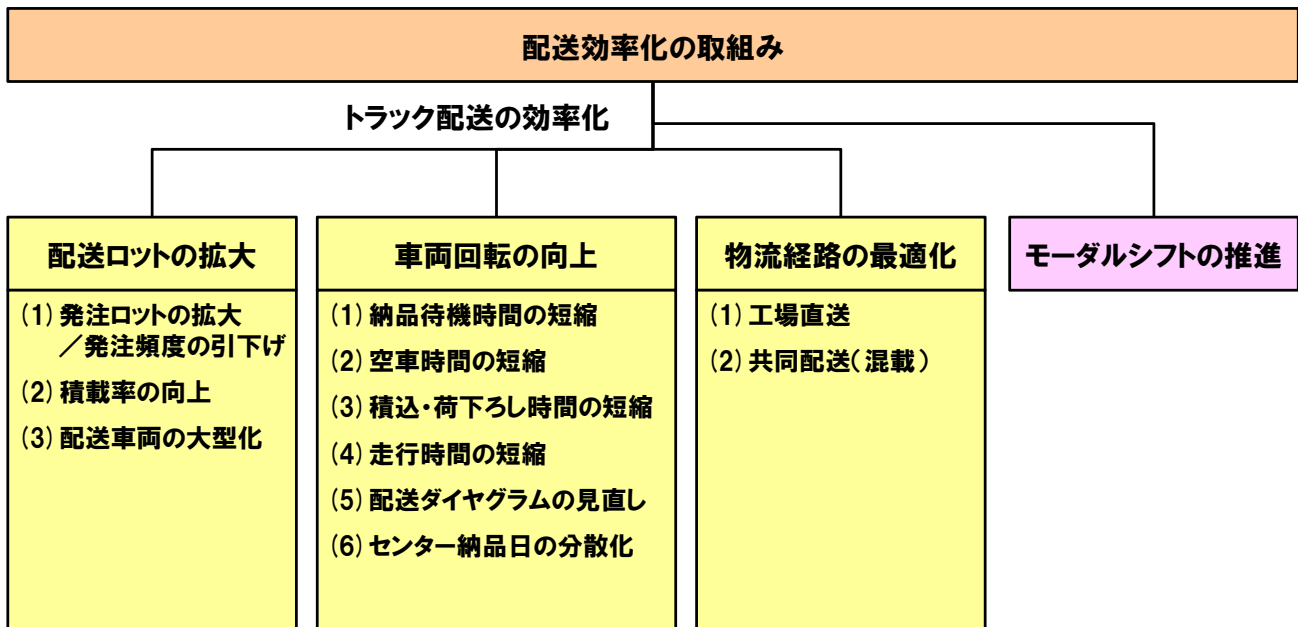 配送効率化の取組み
トラック配送の効率化
配送ロットの拡大
(1)発注ロットの拡大
／発注頻度の引下げ
(2)積載率の向上
(3)配送車両の大型化
車両回転の向上
(1)納品待機時間の短縮
(2)空車時間の短縮
(3)積込・荷下ろし時間の短縮
(4)走行時間の短縮
(5)配送ダイヤグラムの見直し
(6)センター納品日の分散化
物流経路の最適化
(1)工場直送
(2)共同配送(混載)
モーダルシフトの推進